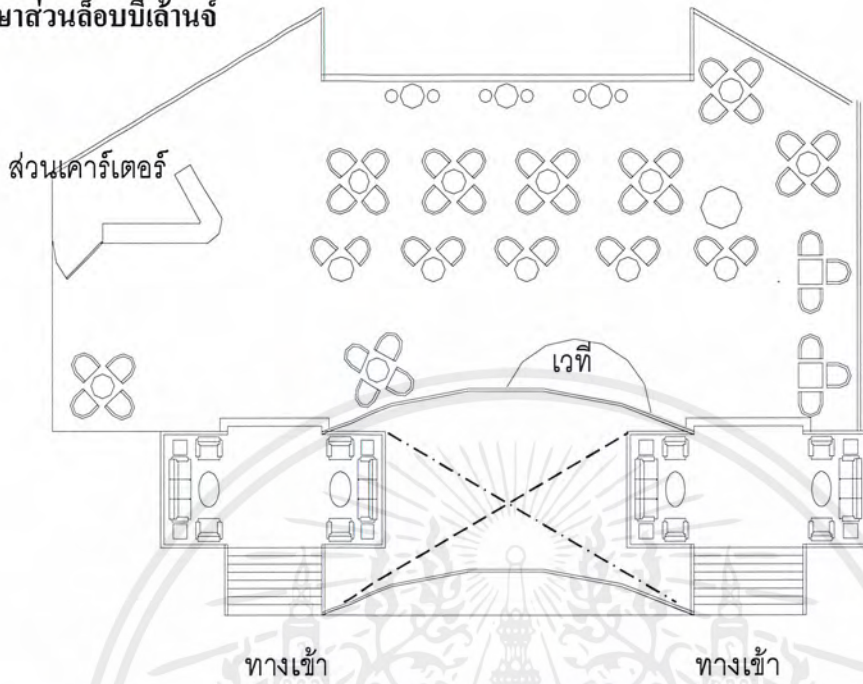 ษาส่วนล็อบบี้เล้านจ์
ส่วนเคาร์เตอร์
เวที
ทางเข้า
ทางเข้า